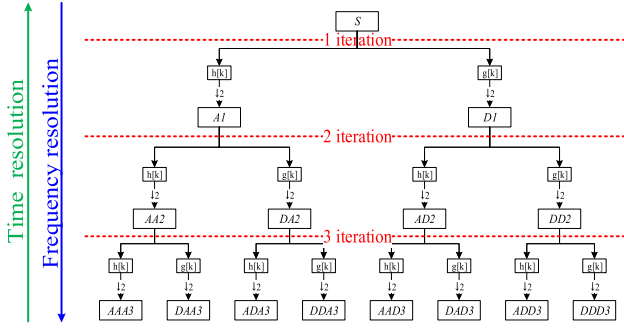 S
1 iteration
h[k] g[k]
↓2 ↓2
A1 D1
2 iteration
h[k] g[k] h[k] g[k]
↓2 ↓2 ↓2 ↓2
AA2 DA2 AD2 DD2
3 iteration
h[k] g[k] h[k] g[k] h[k] g[k] h[k] g[k]
↓2 ↓2 ↓2 ↓2 ↓2 ↓2 ↓2 ↓2
AAA3 DAA3 ADA3 DDA3 AAD3 DAD3 ADD3 DDD3
Time resolution
Frequency resolution